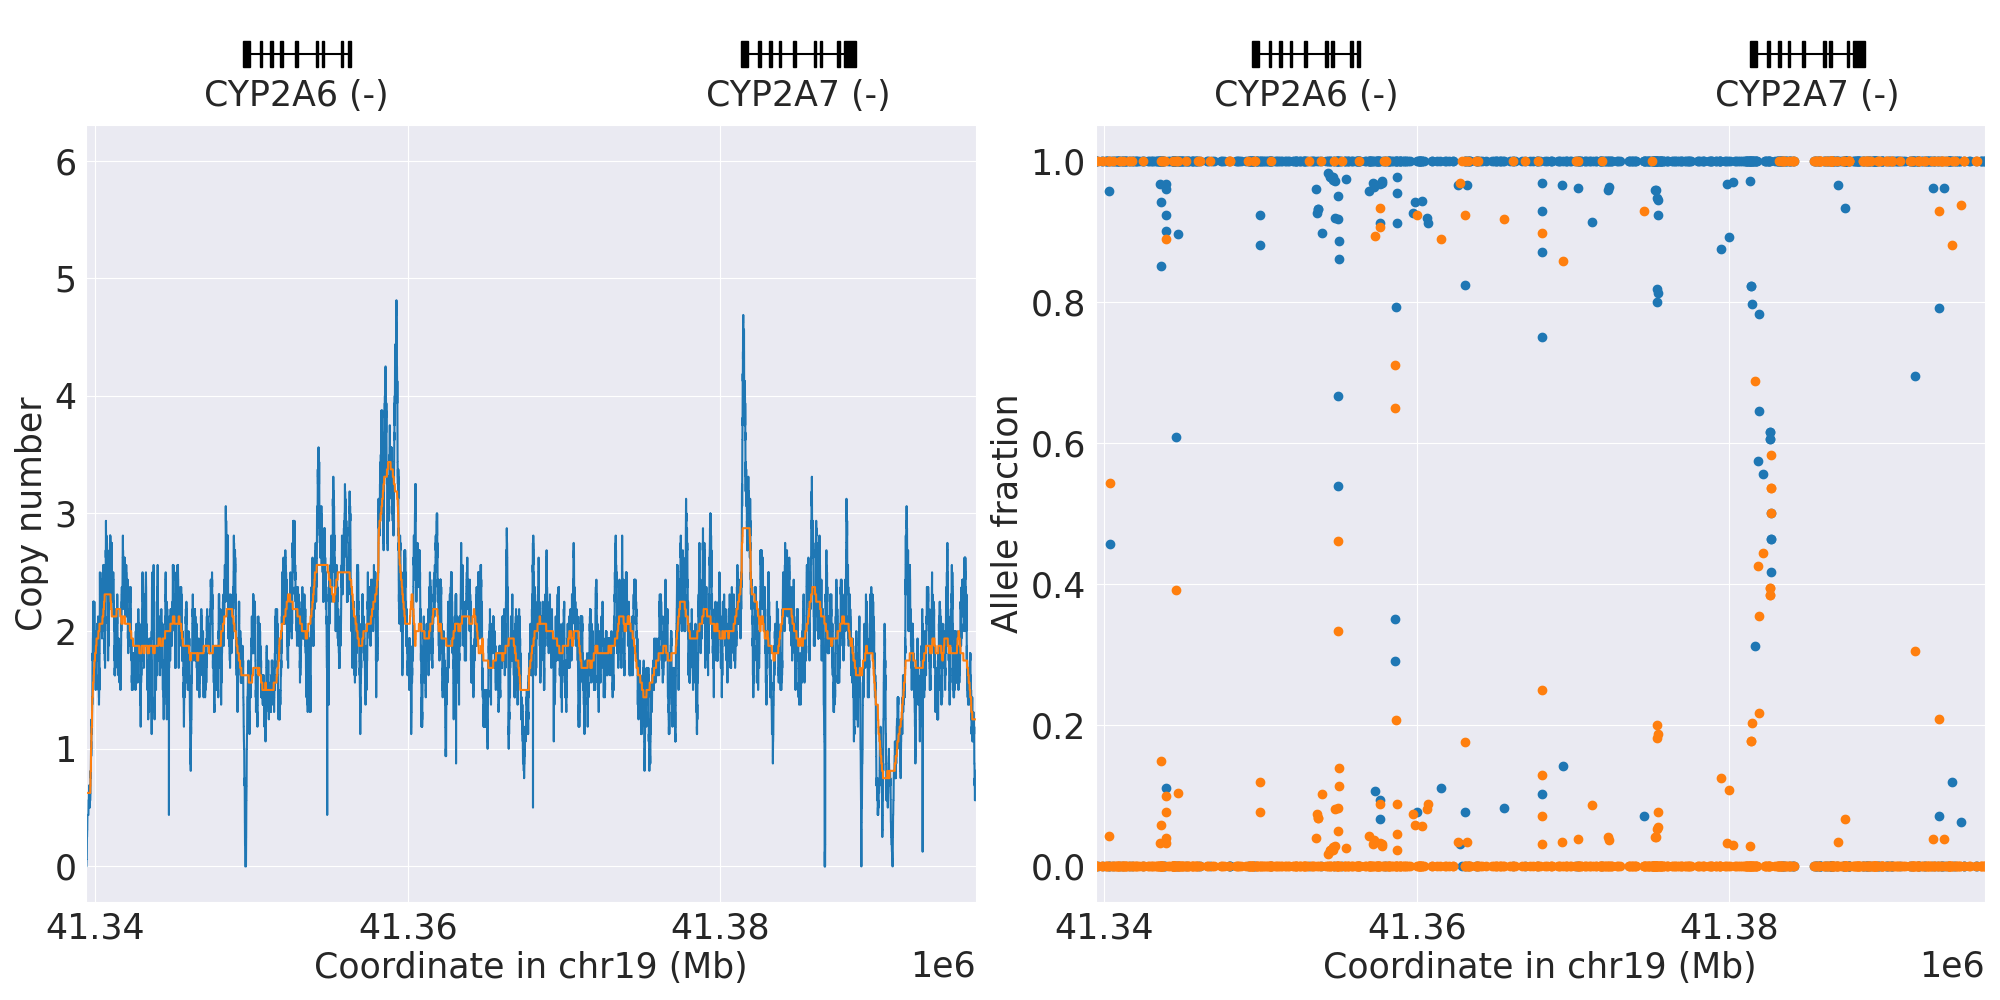 CYP2A6 (-)
CYP2A7 (-)
6
5
4
3
2
1
0
Copy number
41.34
41.36
41.38
Coordinate in chr19 (Mb)
1e6
CYP2A6 (-)
CYP2A7 (-)
1.0
0.8
0.6
0.4
0.2
0.0
Allele fraction
41.34
41.36
41.38
Coordinate in chr19 (Mb)
1e6